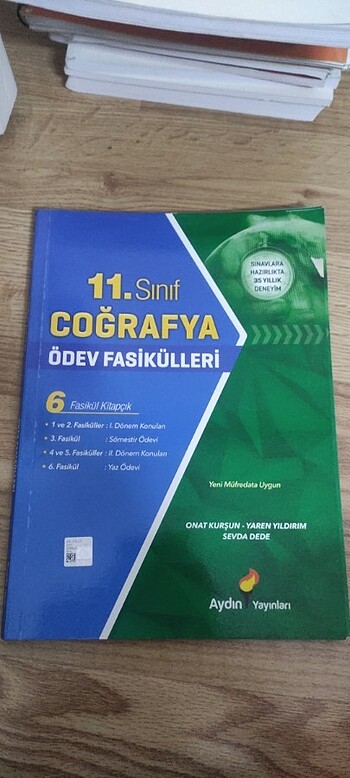 SINAVLARA
HAZIRLIKTA
35 YILLIK
DENEYİM
11. Sınıf
COĞRAFYA
ÖDEV FASİKÜLLERİ
6 Fasikül Kitapçık
• 1 ve 2. Fasiküller : I. Dönem Konuları
• 3. Fasikül : Sömestir Ödevi
• 4 ve 5. Fasiküller : II. Dönem Konuları
• 6. Fasikül : Yaz Ödevi
Yeni Müfredata Uygun
ONAT KURŞUN - YAREN YILDIRIM
SEVDA DEDE
Aydın Yayınları